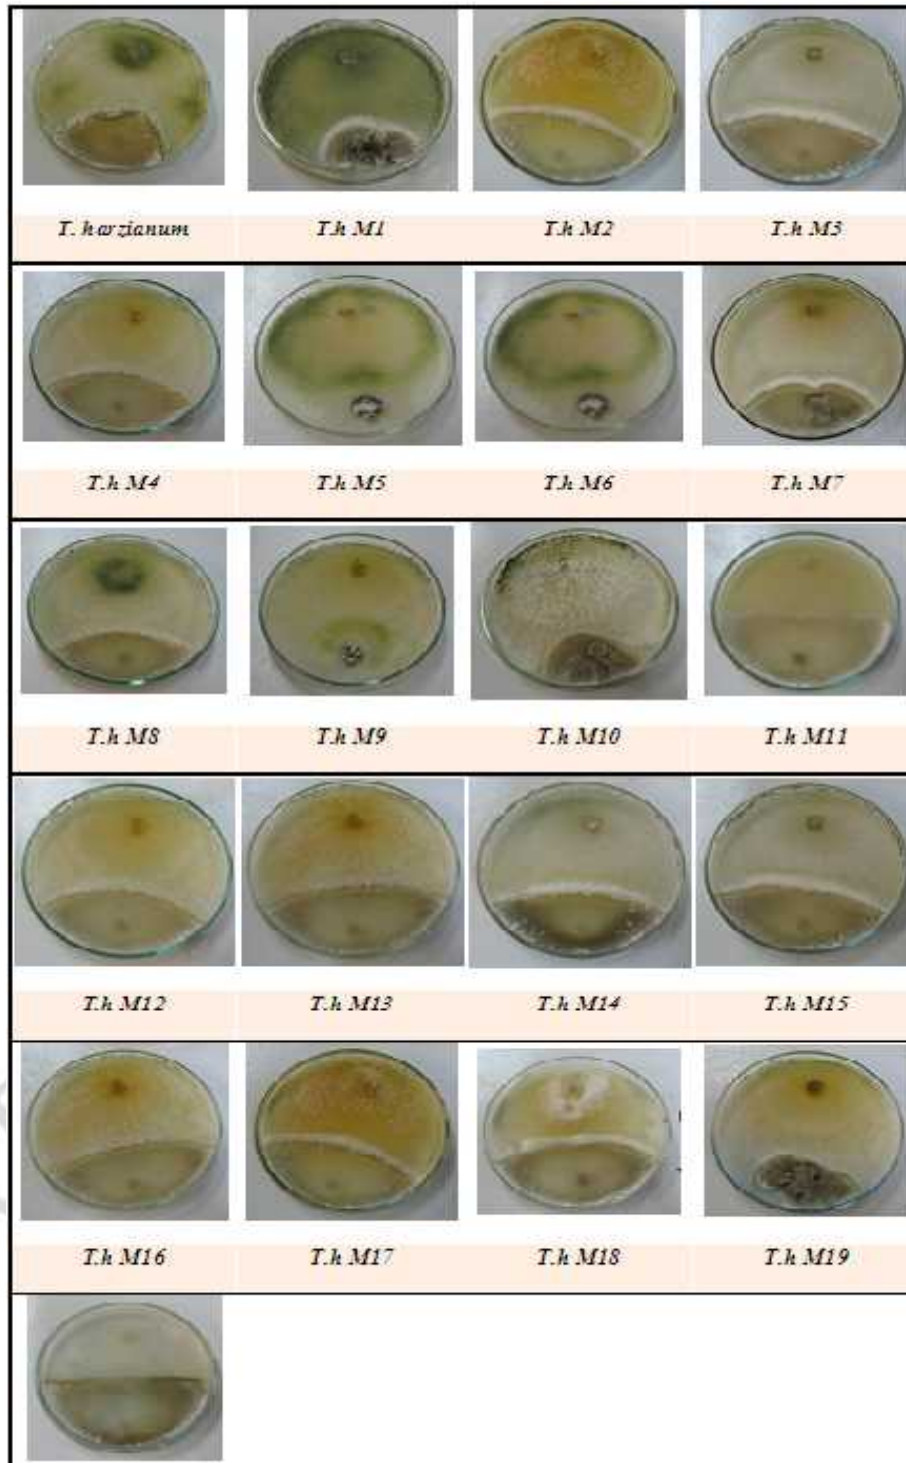 T. harzianum T.h M1 T.h M2 T.h M3
T.h M4 T.h M5 T.h M6 T.h M7
T.h M8 T.h M9 T.h M10 T.h M11
T.h M12 T.h M13 T.h M14 T.h M15
T.h M16 T.h M17 T.h M18 T.h M19